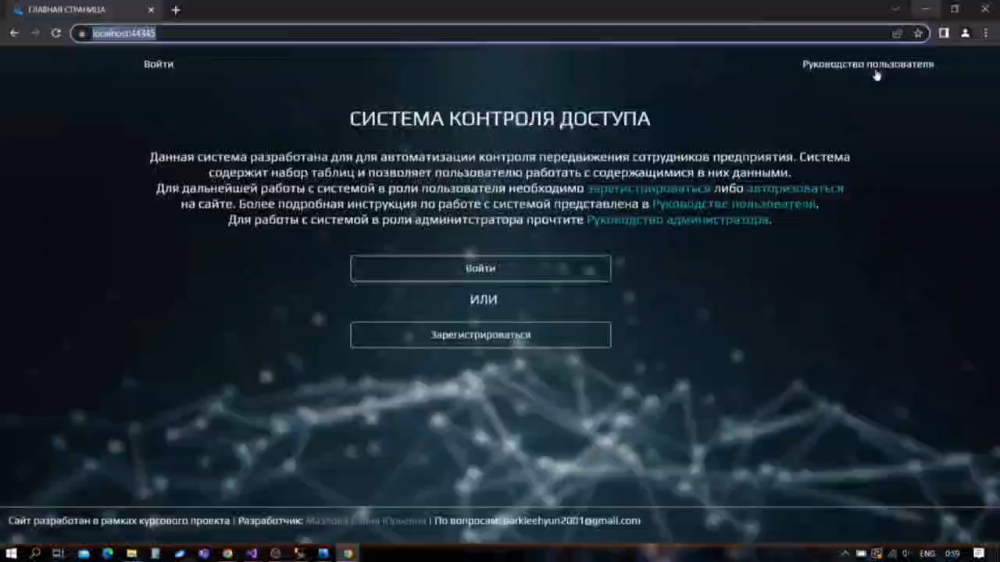 ГЛАВНАЯ СТРАНИЦА
localhost:44345
Войти
Руководство пользователя
СИСТЕМА КОНТРОЛЯ ДОСТУПА
Данная система разработана для для автоматизации контроля передвижения сотрудников предприятия. Система
содержит набор таблиц и позволяет пользователю работать с содержащимися в них данными.
Для дальнейшей работы с системой в роли пользователя необходимо зарегистрироваться либо авторизоваться
на сайте. Более подробная инструкция по работе с системой представлена в Руководстве пользователя.
Для работы с системой в роли админитстратора прочтите Руководство администратора.
Войти
ИЛИ
Зарегистрироваться
Сайт разработан в рамках курсового проекта | Разработчик: Юрьевна | По вопросам: parkleehyun2001@gmail.com
ENG
0:59